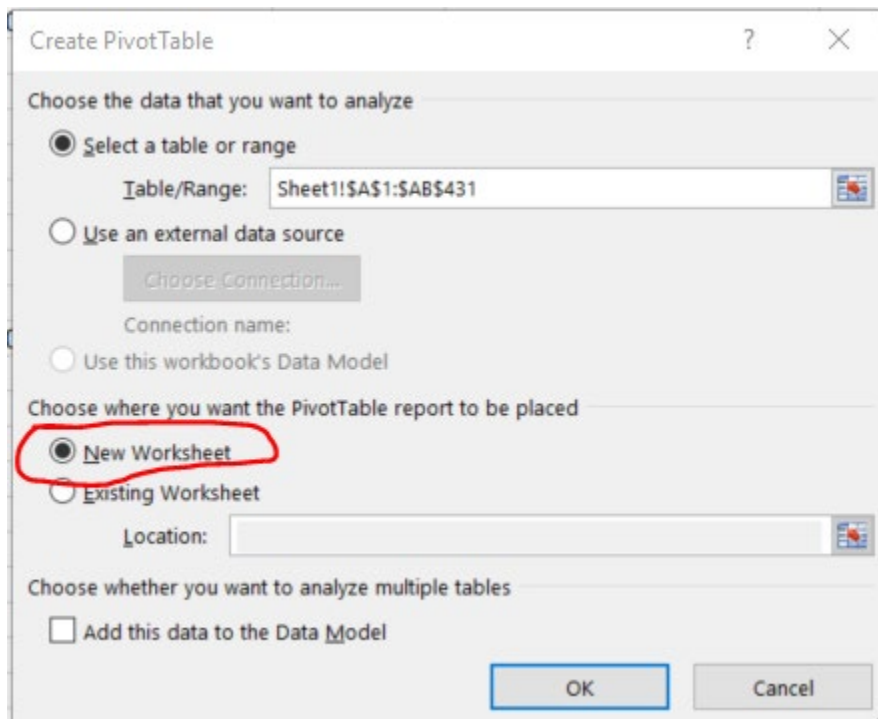 Create PivotTable
?
Choose the data that you want to analyze
Select a table or range
Table/Range: Sheet1!$A$1:$AB$431
Use an external data source
Choose Connection...
Connection name:
Use this workbook's Data Model
Choose where you want the PivotTable report to be placed
New Worksheet
Existing Worksheet
Location:
Choose whether you want to analyze multiple tables
Add this data to the Data Model
OK Cancel